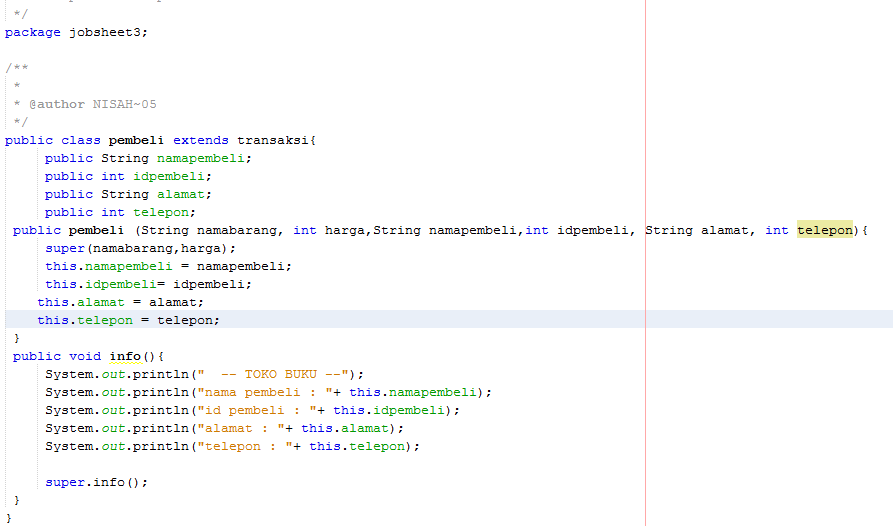 */
package jobsheet3;
/**
*
* @author NISAH~05
*/
public class pembeli extends transaksi{
public String namapembeli;
public int idpembeli;
public String alamat;
public int telepon;
public pembeli (String namabarang, int harga,String namapembeli,int idpembeli, String alamat, int telepon){
super(namabarang,harga);
this.namapembeli = namapembeli;
this.idpembeli= idpembeli;
this.alamat = alamat;
this.telepon = telepon;
}
public void info(){
System.out.println("  -- TOKO BUKU --");
System.out.println("nama pembeli : "+ this.namapembeli);
System.out.println("id pembeli : "+ this.idpembeli);
System.out.println("alamat : "+ this.alamat);
System.out.println("telepon : "+ this.telepon);
super.info();
}
}